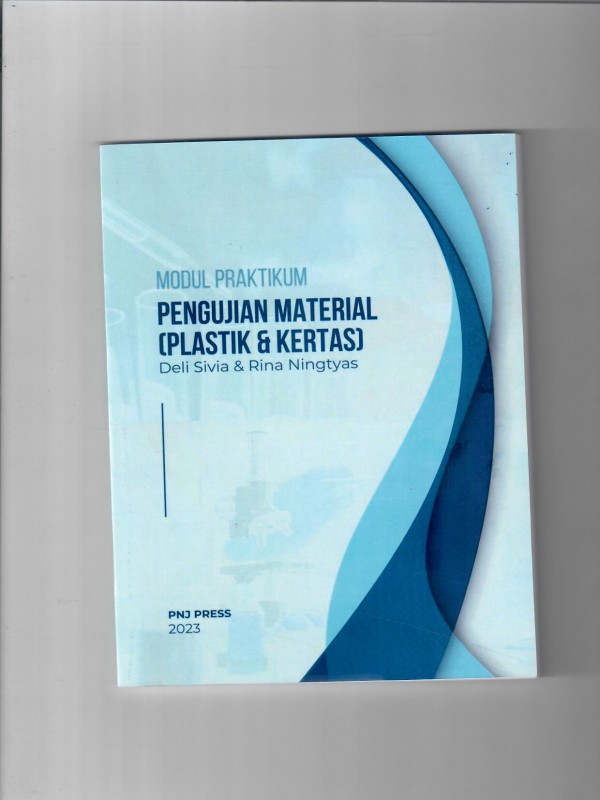 MODUL PRAKTIKUM
PENGUJIAN MATERIAL
(PLASTIK & KERTAS)
Deli Sivia & Rina Ningtyas
PNJ PRESS
2023